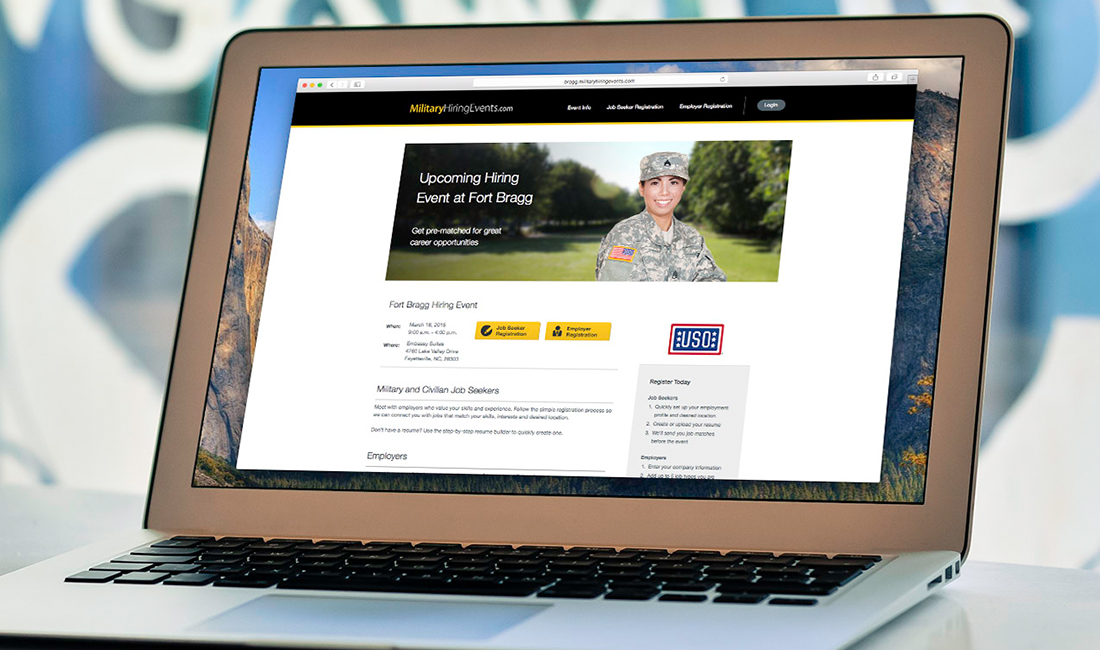 bragg.militaryhiringevents.com
MilitaryHiringEvents.com
Event Info
Job Seeker Registration
Employer Registration
Login
Upcoming Hiring
Event at Fort Bragg
Get pre-matched for great
career opportunities
Fort Bragg Hiring Event
When:
March 18, 2015
9:00 a.m. - 4:00 p.m.
Where:
Embassy Suites
4760 Lake Valley Drive
Fayetteville, NC, 28303
Job Seeker
Registration
Employer
Registration
USO
Military and Civilian Job Seekers
Meet with employers who value your skills and experience. Follow the simple registration process so
we can connect you with jobs that match your skills, interests and desired location.
Don't have a resume? Use the step-by-step resume builder to quickly create one.
Employers
Register Today
Job Seekers
1. Quickly set up your employment
profile and desired location
2. Create or upload your resume
3. We'll send you job matches
before the event
Employers
1. Enter your company information
2. Add up to 5 job types you are